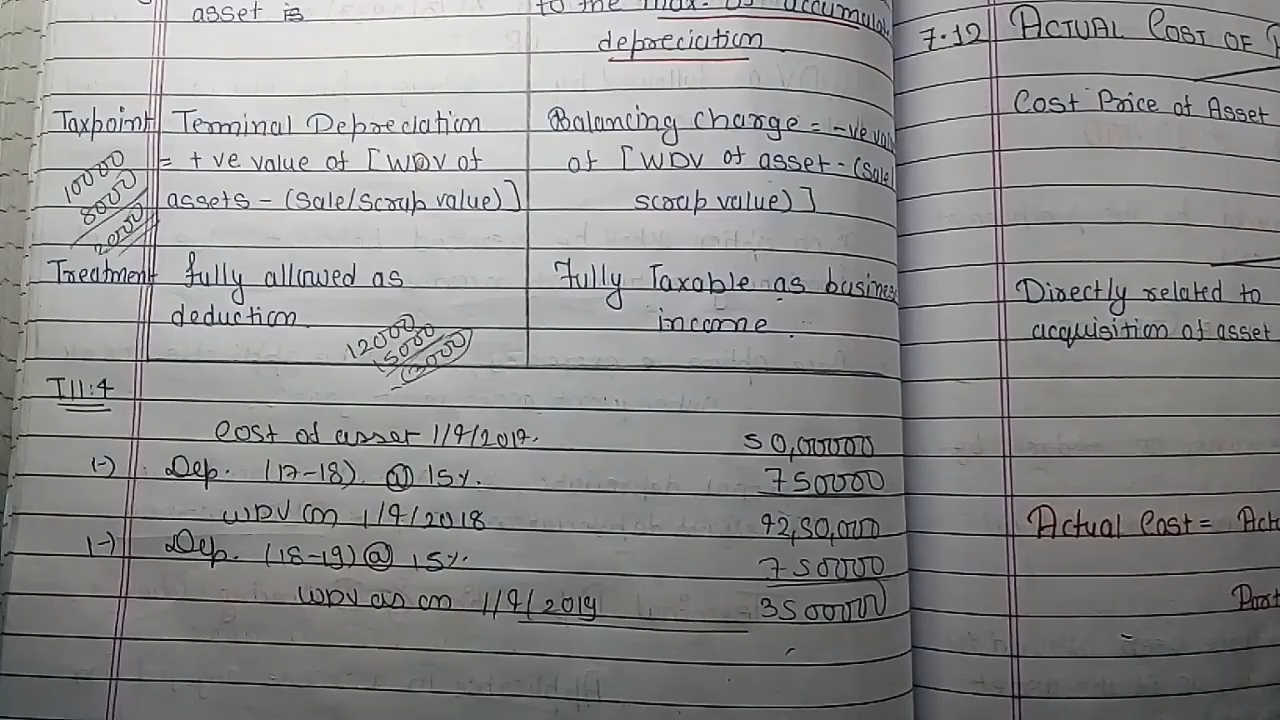 asset is
to the max. of accumulat
depreciation
Taxpoint
Terminal Depreciation
= +ve value of [WDV of
assets - (Sale/Scrap value)]
Balancing charge = -ve val
of [WDV of asset - (Sale/
scrap value)]
10000
8000
2000
Treatment
fully allowed as
deduction.
Fully Taxable as business
income.
12000
15000
(3000)
Ill:4
Cost of asset 1/4/2017. 50,00000
(-) Dep. (17-18) @ 15%. 750000
WDV on 1/4/2018 42,50,000
(-) Dep. (18-19) @ 15%. 750000
WDV as on 1/4/2019 3500000
7.12 ACTUAL COST OF
Cost Price of Asset
Directly related to
acquisition of asset
Actual Cost = Act